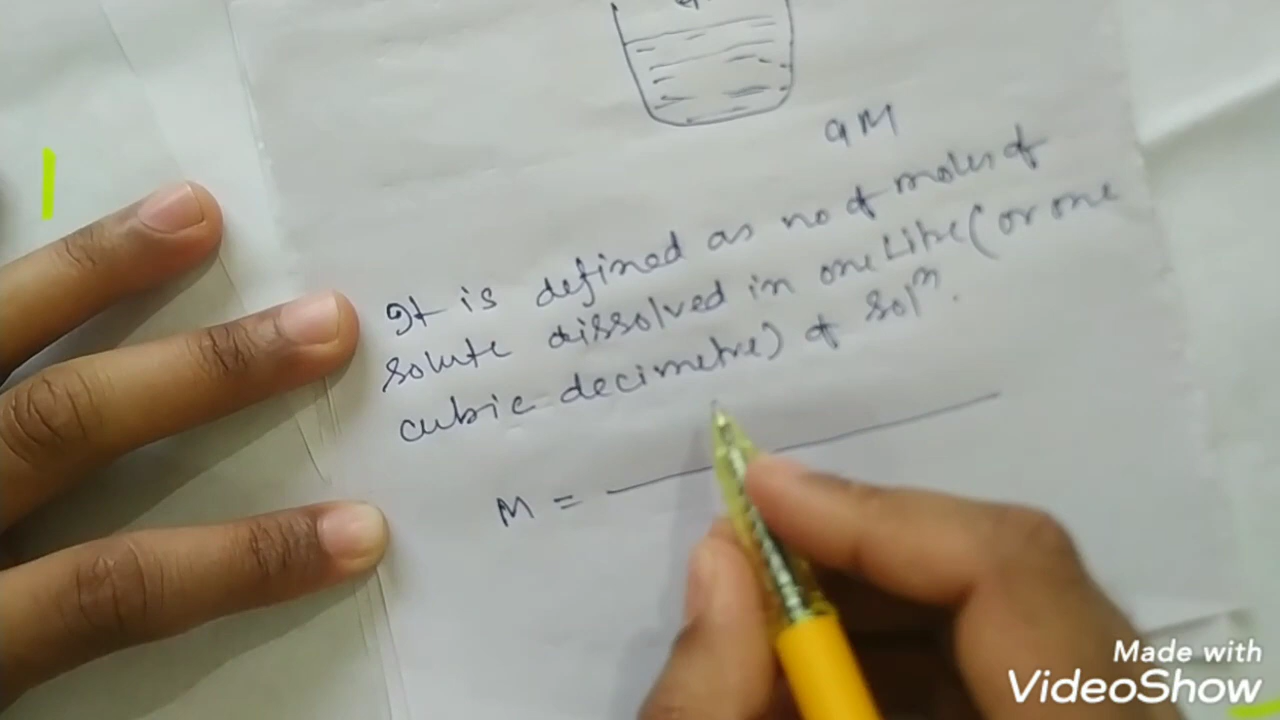 9M
It is defined as no of moles of
solute dissolved in one Litre (or one
cubic decimetre) of solⁿ.
M =
Made with
VideoShow